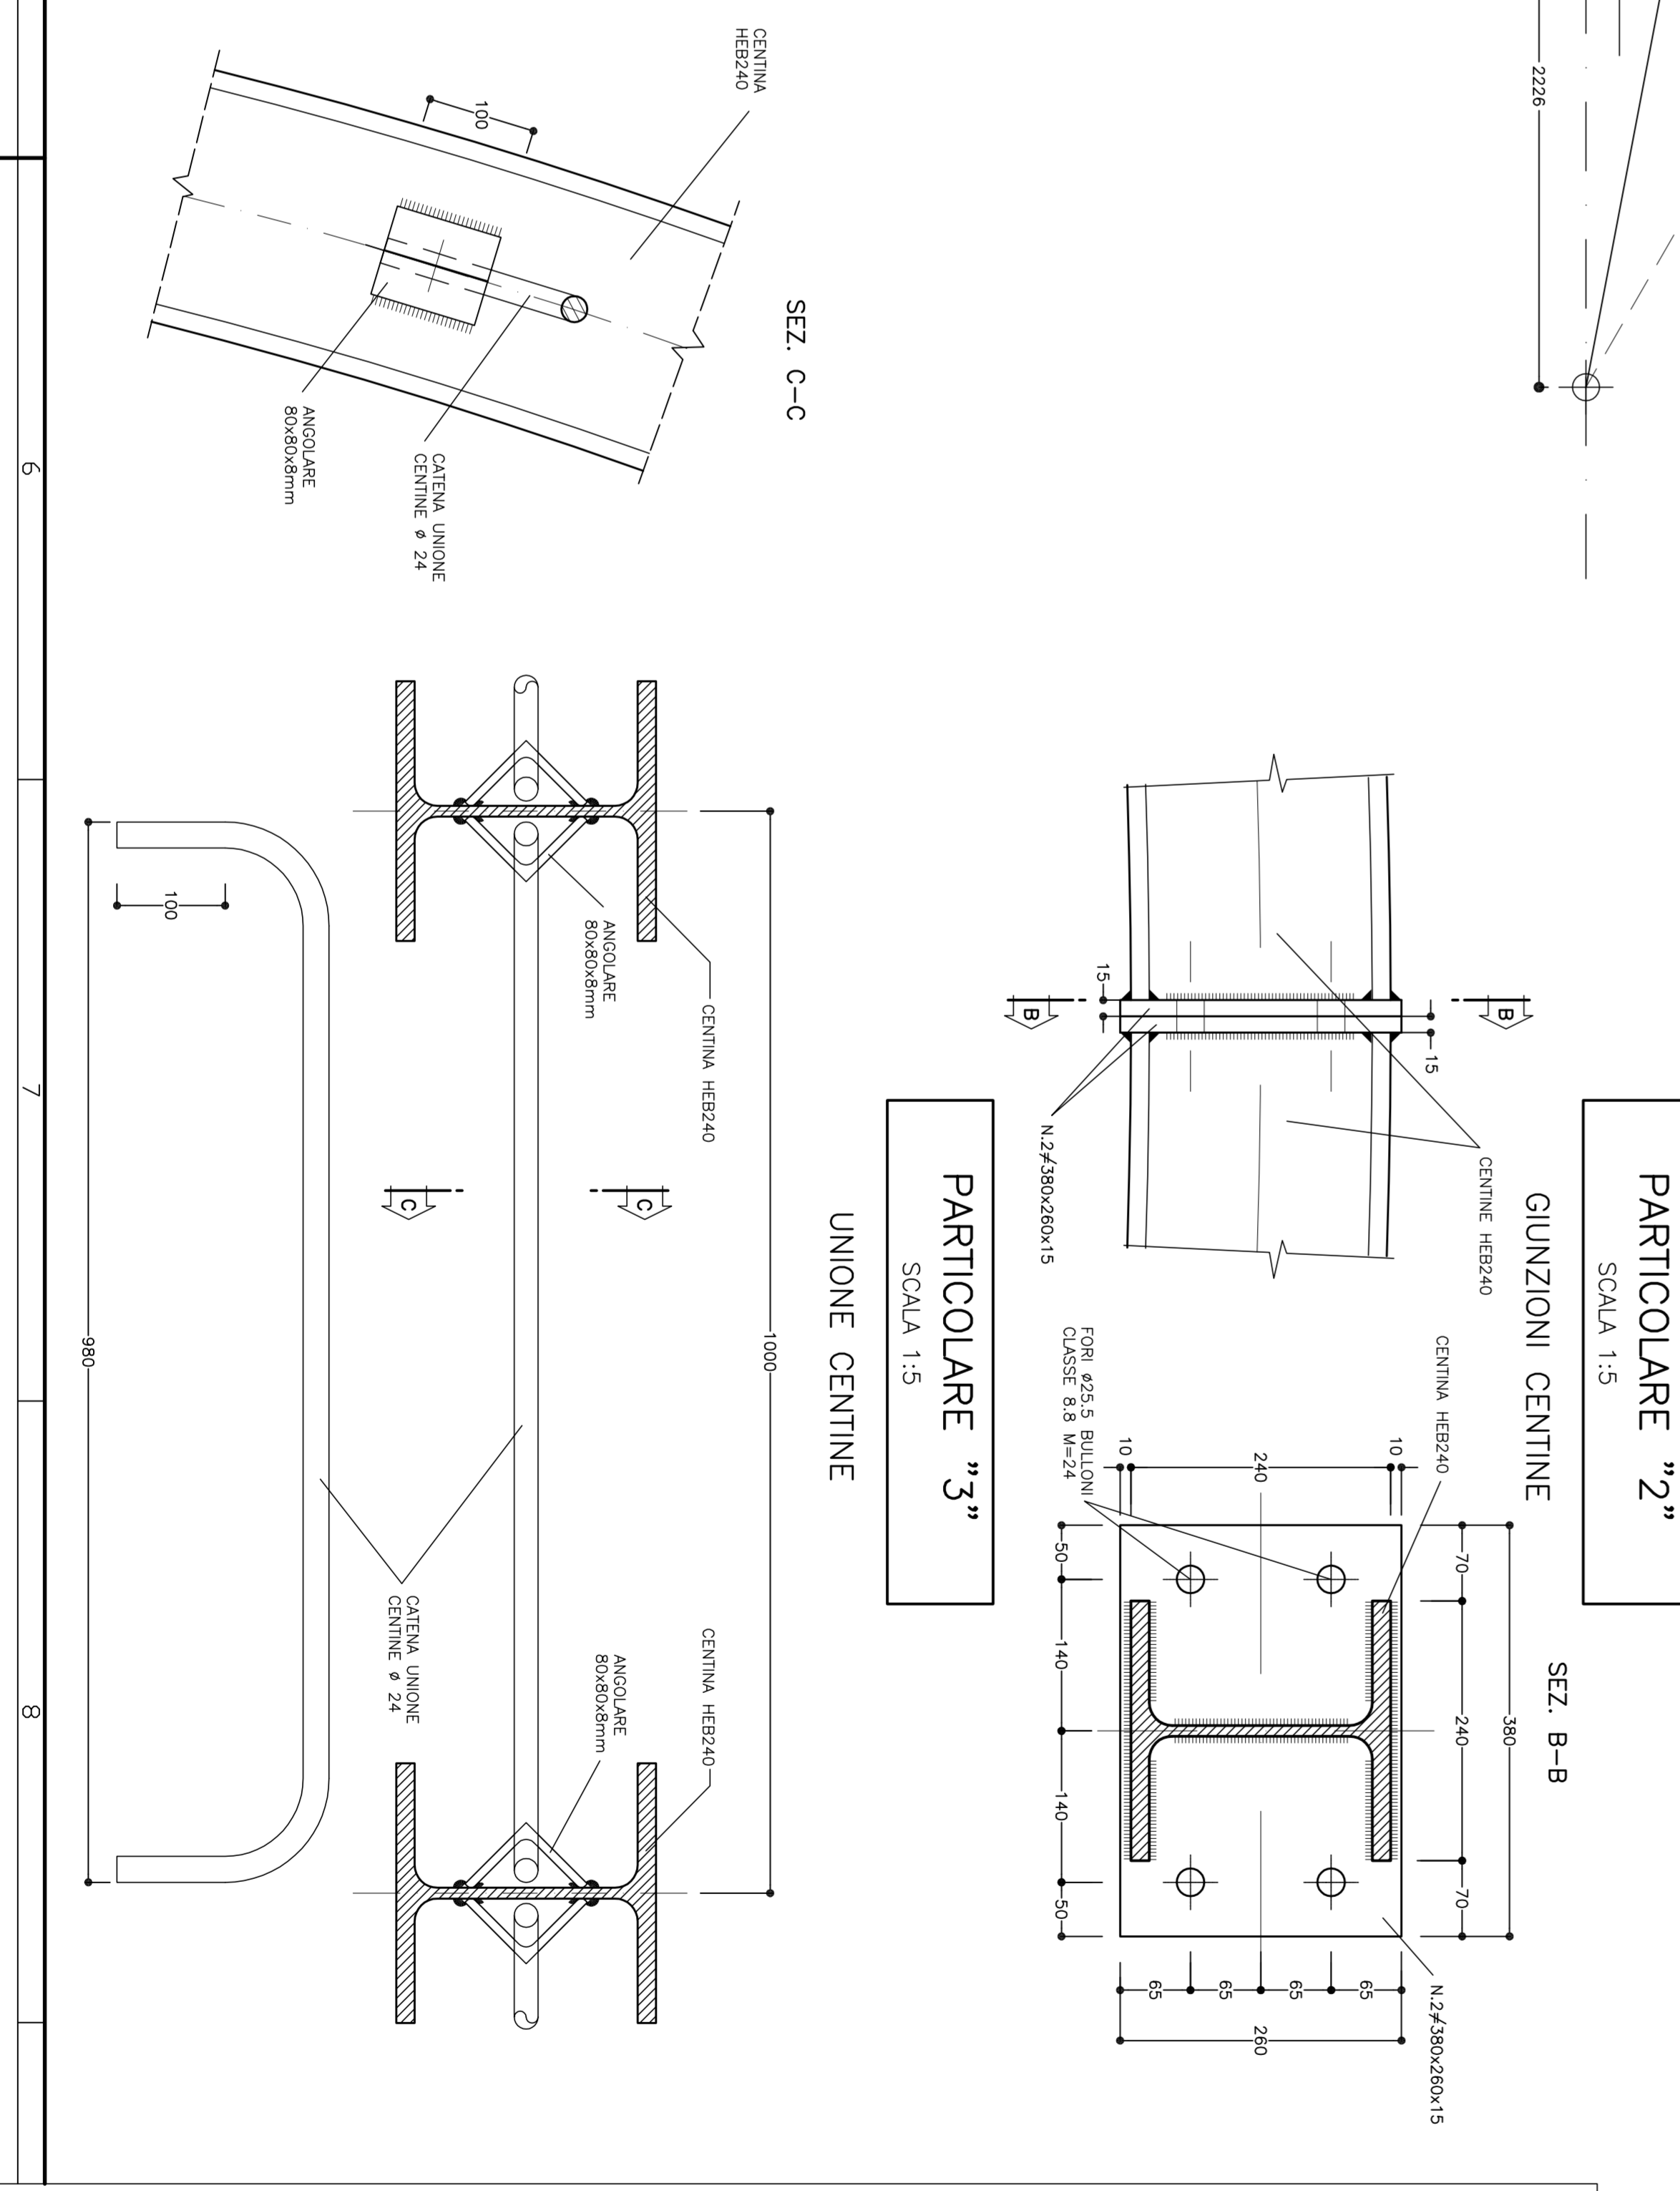 2226
PARTICOLARE "2"
SCALA 1:5
GIUNZIONI CENTINE
SEZ. B–B
CENTINE HEB240
B
B
15
15
N.2≠380x260x15
CENTINA HEB240
380
70
240
70
10
240
10
FORI ø25.5 BULLONI
CLASSE 8.8 M=24
50
140
140
50
65
65
65
65
260
N.2≠380x260x15
PARTICOLARE "3"
SCALA 1:5
UNIONE CENTINE
SEZ. C–C
CENTINA
HEB240
100
ANGOLARE
80x80x8mm
CATENA UNIONE
CENTINE ø 24
1000
CENTINA HEB240
CENTINA HEB240
ANGOLARE
80x80x8mm
ANGOLARE
80x80x8mm
C
C
CATENA UNIONE
CENTINE ø 24
100
980
6
7
8